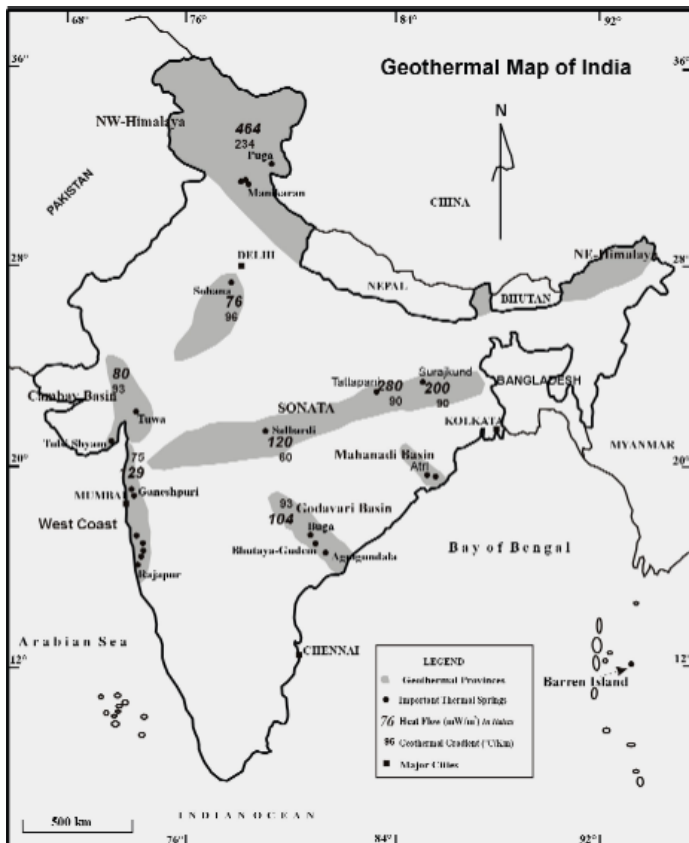 68°
76°
84°
92°
36°
36°
Geothermal Map of India
N
NW-Himalaya
464
234
Puga
Manikaran
PAKISTAN
CHINA
DELHI
28°
28°
NE-Himalaya
NEPAL
BHUTAN
Sohana
76
96
80
93
Cambay Basin
Tuwa
Tulsi Shyam
Tattapani
280
90
Surajkund
200
90
BANGLADESH
SONATA
KOLKATA
Salbardi
120
60
MYANMAR
20°
20°
Mahanadi Basin
Atri
75
29
MUMBAI
Ganeshpuri
93
104
Godavari Basin
West Coast
Buga
Bhutaya-Gudem
Agnigundala
Bay of Bengal
Rajapur
Arabian Sea
CHENNAI
12°
12°
Barren Island
LEGEND
Geothermal Provinces
Important Thermal Springs
76 Heat Flow (mW/m²) In Italics
96 Geothermal Gradient (°C/Km)
Major Cities
INDIAN OCEAN
500 km
76°
84°
92°